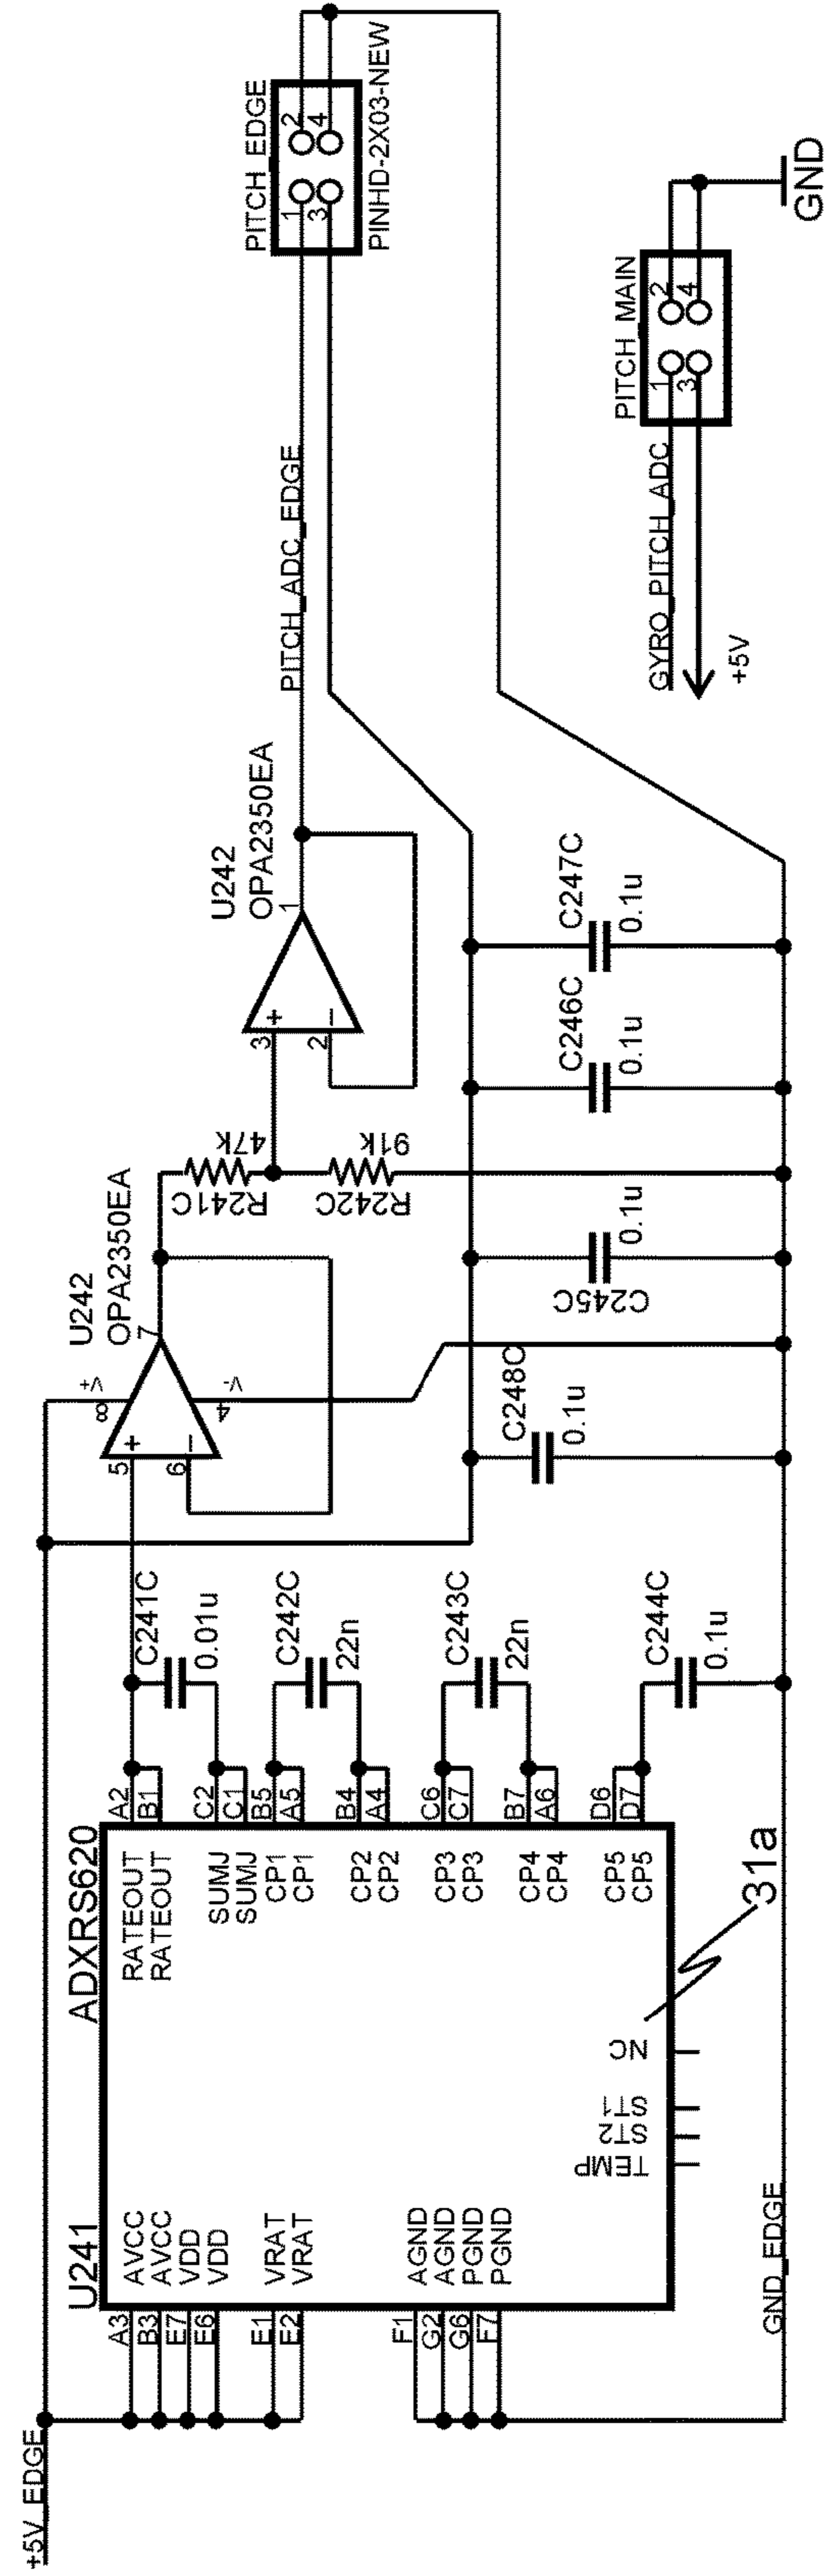 +5V_EDGE
U241
ADXRS620
A3
AVCC
B3
AVCC
E7
VDD
E6
VDD
E1
VRAT
E2
VRAT
F1
AGND
G2
AGND
G6
PGND
F7
PGND
TEMP
ST2
ST1
NC
31a
RATEOUT
A2
RATEOUT
B1
SUMJ
C2
SUMJ
C1
CP1
B5
CP1
A5
CP2
B4
CP2
A4
CP3
C6
CP3
C7
CP4
B7
CP4
A6
CP5
D6
CP5
D7
C241C
0.01u
C242C
22n
C243C
22n
C244C
0.1u
GND_EDGE
U242
OPA2350EA
5
+
6
−
8
V+
4
V-
7
C248C
0.1u
C245C
0.1u
R241C
47k
R242C
91k
C246C
0.1u
C247C
0.1u
U242
OPA2350EA
3
+
2
−
1
PITCH_ADC_EDGE
PITCH_EDGE
1
2
3
4
PINHD-2X03-NEW
GYRO_PITCH_ADC
+5V
PITCH_MAIN
1
2
3
4
GND